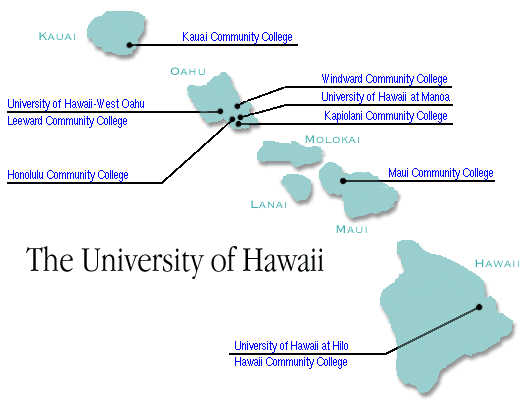 KAUAI
Kauai Community College
OAHU
Windward Community College
University of Hawaii-West Oahu
University of Hawaii at Manoa
Leeward Community College
Kapiolani Community College
MOLOKAI
Honolulu Community College
Maui Community College
LANAI
MAUI
The University of Hawaii
HAWAII
University of Hawaii at Hilo
Hawaii Community College